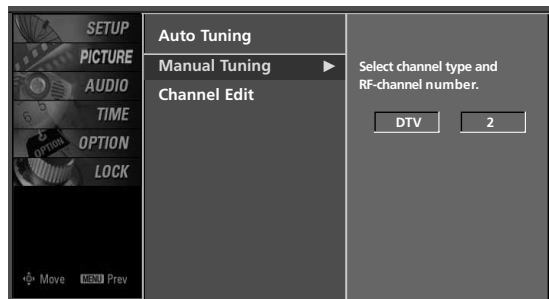 SETUP
PICTURE
AUDIO
TIME
OPTION
LOCK
Move MENU Prev
Auto Tuning
Manual Tuning ▶
Channel Edit
Select channel type and
RF-channel number.
DTV 2